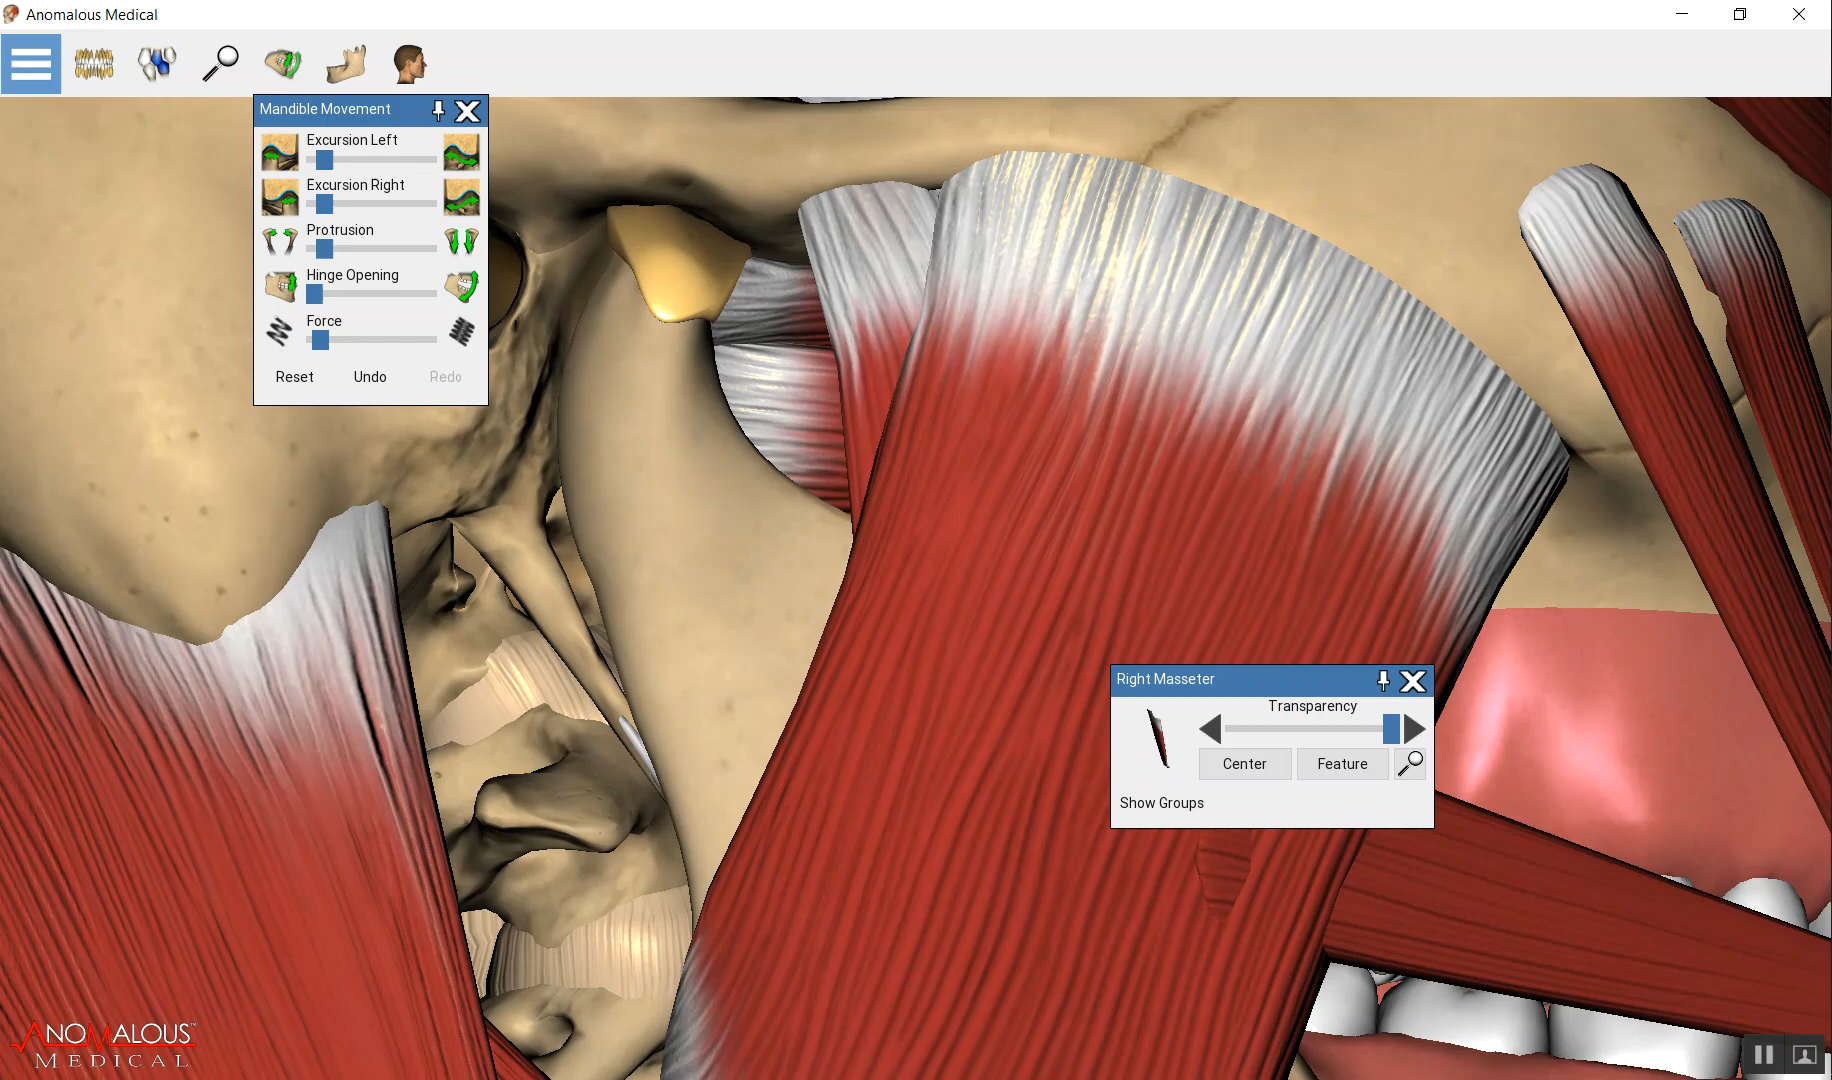 Anomalous Medical
Mandible Movement
Excursion Left
Excursion Right
Protrusion
Hinge Opening
Force
Reset Undo Redo
Right Masseter
Transparency
Center Feature
Show Groups
ANOMALOUS™
MEDICAL